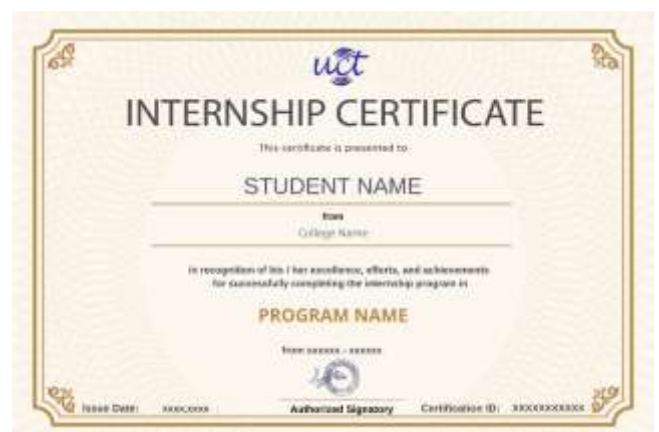 uct
INTERNSHIP CERTIFICATE
This certificate is presented to
STUDENT NAME
from
College Name
in recognition of his / her excellence, efforts, and achievements
for successfully completing the internship program in
PROGRAM NAME
from xxxxxx - xxxxxx
Issue Date:
Authorized Signatory
Certification ID: XXXXXXXXXXX